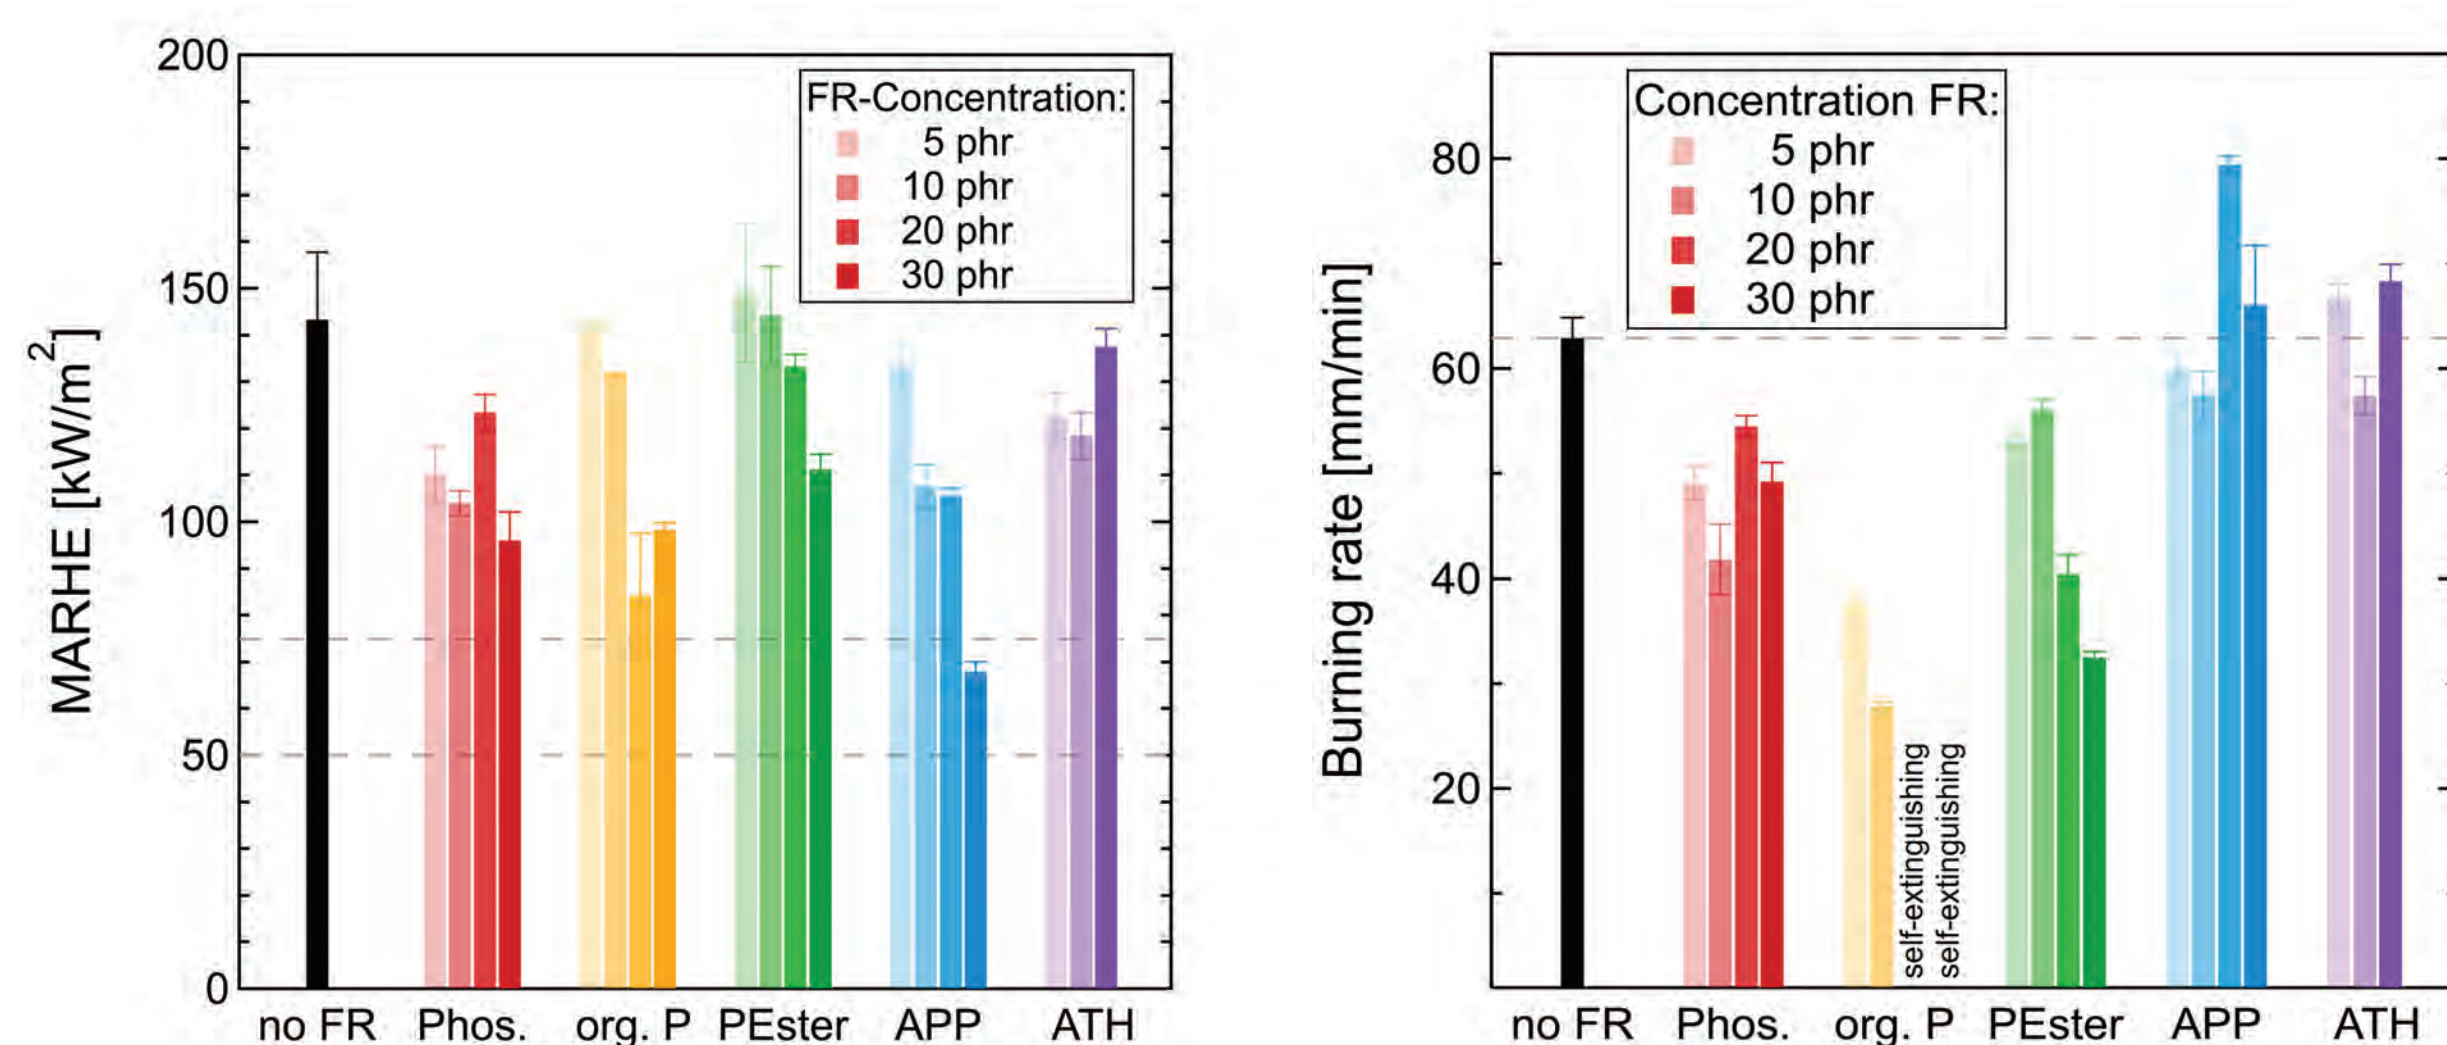 MARHE [kW/m2]
200
150
100
50
0
FR-Concentration:
5 phr
10 phr
20 phr
30 phr
no FR Phos. org. P PEster APP ATH
Burning rate [mm/min]
80
60
40
20
Concentration FR:
5 phr
10 phr
20 phr
30 phr
self-extinguishing
self-extinguishing
no FR Phos. org. P PEster APP ATH